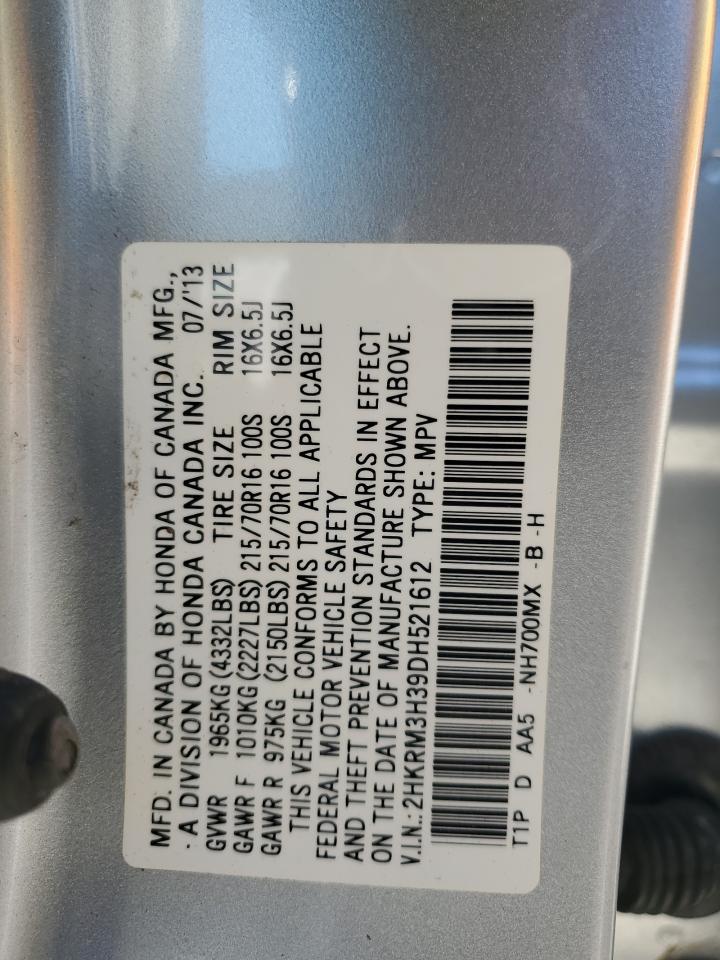 MFD. IN CANADA BY HONDA OF CANADA MFG.,
· A DIVISION OF HONDA CANADA INC. 07/'13
GVWR 1965KG(4332LBS) TIRE SIZE RIM SIZE
GAWR F 1010KG(2227LBS) 215/70R16 100S 16X6.5J
GAWR R 975KG (2150LBS) 215/70R16 100S 16X6.5J
THIS VEHICLE CONFORMS TO ALL APPLICABLE
FEDERAL MOTOR VEHICLE SAFETY
AND THEFT PREVENTION STANDARDS IN EFFECT
ON THE DATE OF MANUFACTURE SHOWN ABOVE.
V.I.N.: 2HKRM3H39DH521612 TYPE: MPV
T1P D AA5 -NH700MX -B -H